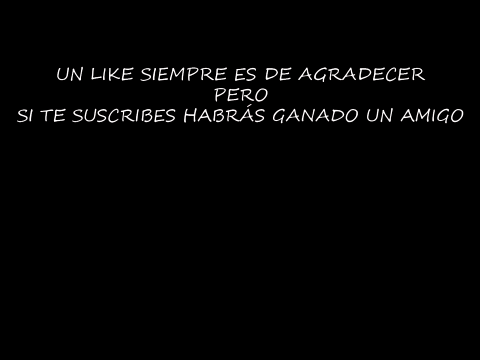 UN LIKE SIEMPRE ES DE AGRADECER
PERO
SI TE SUSCRIBES HABRÁS GANADO UN AMIGO